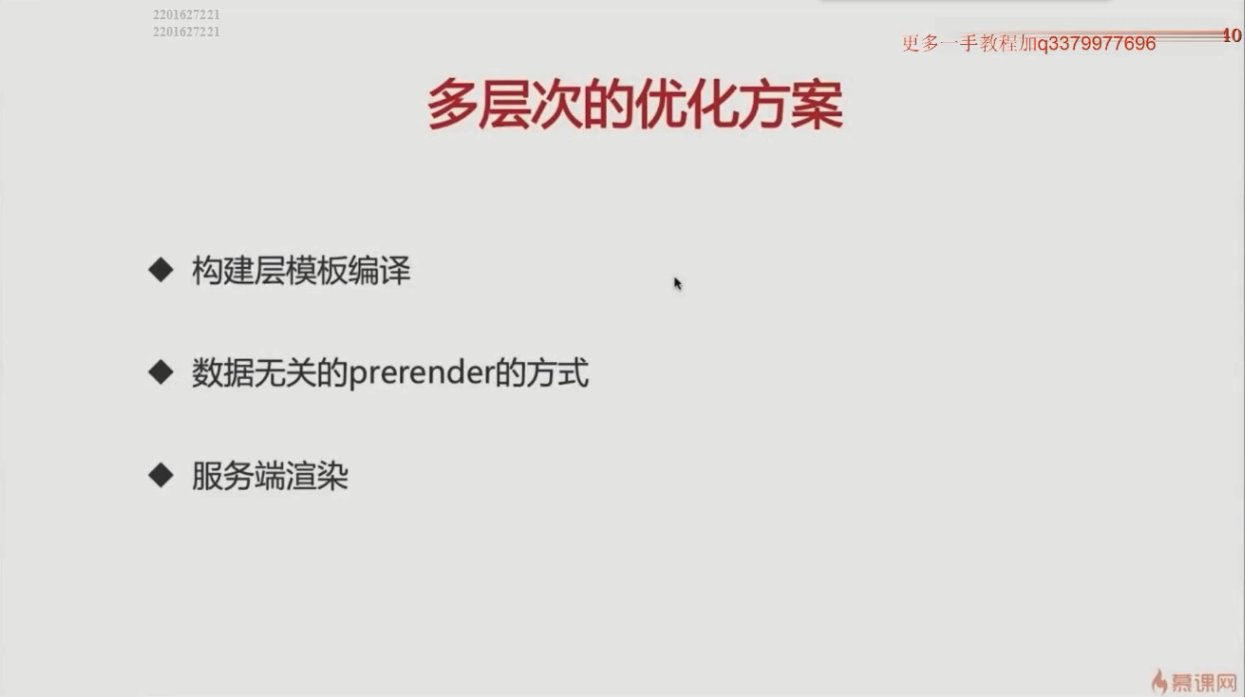 2201627221
2201627221
更多一手教程加q3379977696
10
多层次的优化方案
构建层模板编译
数据无关的prerender的方式
服务端渲染
慕课网